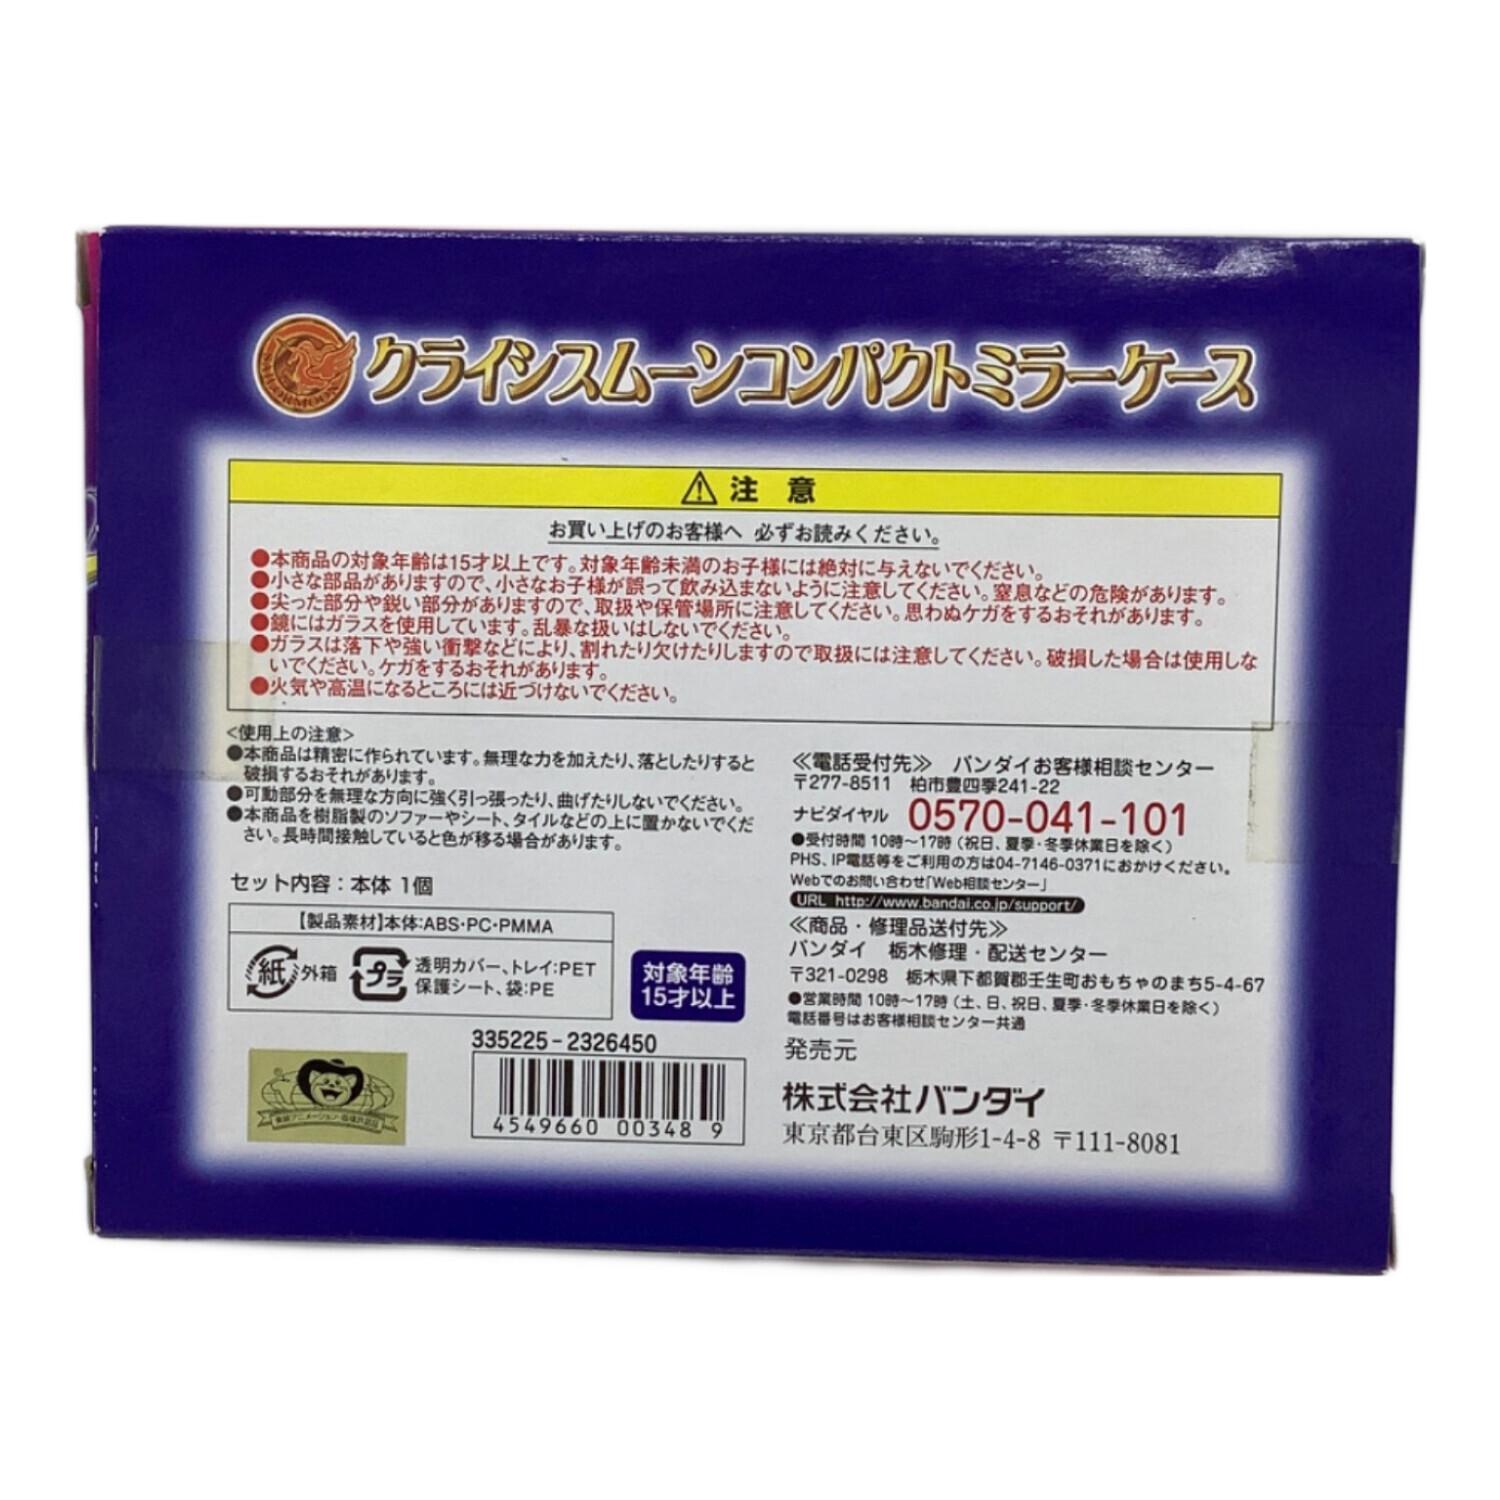 SAILORMOON
クライシスムーンコンパクトミラーケース
注 意
お買い上げのお客様へ 必ずお読みください。
●本商品の対象年齢は15才以上です。対象年齢未満のお子様には絶対に与えないでください。
●小さな部品がありますので、小さなお子様が誤って飲み込まないように注意してください。窒息などの危険があります。
●尖った部分や鋭い部分がありますので、取扱や保管場所に注意してください。思わぬケガをするおそれがあります。
●鏡にはガラスを使用しています。乱暴な扱いはしないでください。
●ガラスは落下や強い衝撃などにより、割れたり欠けたりしますので取扱には注意してください。破損した場合は使用しな
いでください。ケガをするおそれがあります。
●火気や高温になるところには近づけないでください。
<使用上の注意>
●本商品は精密に作られています。無理な力を加えたり、落としたりすると
破損するおそれがあります。
●可動部分を無理な方向に強く引っ張ったり、曲げたりしないでください。
●本商品を樹脂製のソファーやシート、タイルなどの上に置かないでくだ
さい。長時間接触していると色が移る場合があります。
セット内容：本体 1個
【製品素材】本体：ABS・PC・PMMA
紙 外箱
プラ 透明カバー、トレイ：PET
保護シート、袋：PE
対象年齢
15才以上
335225-2326450
4549660 00348 9
≪電話受付先≫ バンダイお客様相談センター
〒277-8511 柏市豊四季241-22
ナビダイヤル 0570-041-101
●受付時間 10時～17時（祝日、夏季・冬季休業日を除く）
PHS、IP電話等をご利用の方は04-7146-0371におかけください。
Webでのお問い合わせ「Web相談センター」
URL http://www.bandai.co.jp/support/
≪商品・修理品送付先≫
バンダイ 栃木修理・配送センター
〒321-0298 栃木県下都賀郡壬生町おもちゃのまち5-4-67
●営業時間 10時～17時（土、日、祝日、夏季・冬季休業日を除く）
電話番号はお客様相談センター共通
発売元
株式会社バンダイ
東京都台東区駒形1-4-8 〒111-8081